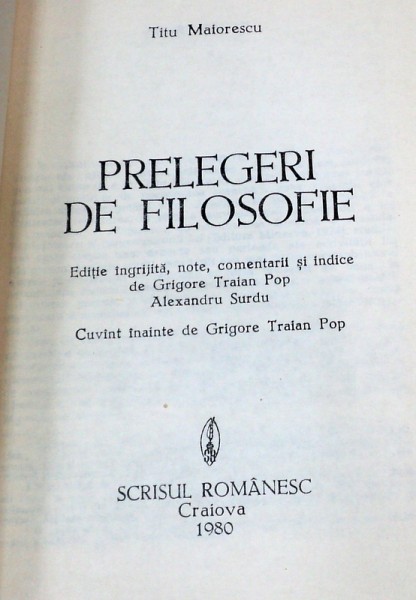 Titu Maiorescu
PRELEGERI
DE FILOSOFIE
Ediție îngrijită, note, comentarii și indice
de Grigore Traian Pop
Alexandru Surdu
Cuvînt înainte de Grigore Traian Pop
SCRISUL ROMÂNESC
Craiova
1980